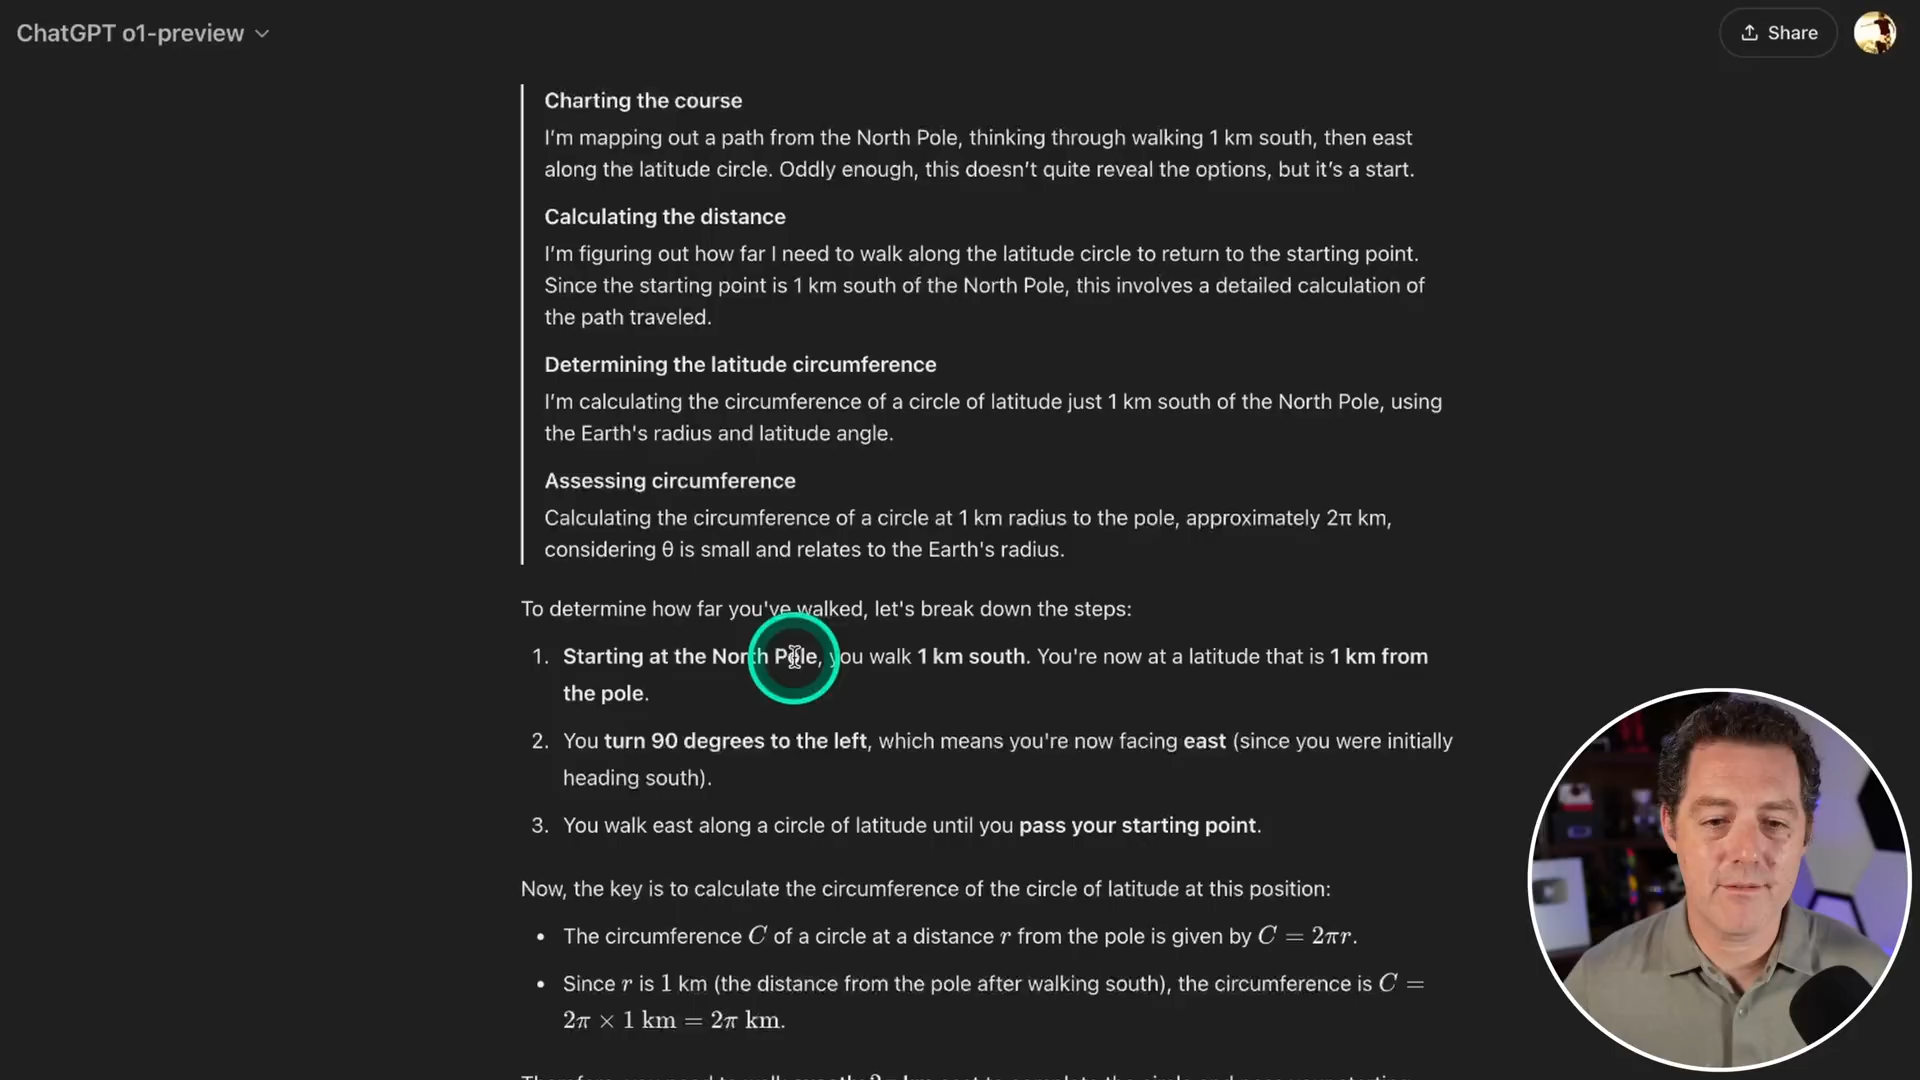 ChatGPT o1-preview
Share
Charting the course
I'm mapping out a path from the North Pole, thinking through walking 1 km south, then east
along the latitude circle. Oddly enough, this doesn't quite reveal the options, but it's a start.
Calculating the distance
I'm figuring out how far I need to walk along the latitude circle to return to the starting point.
Since the starting point is 1 km south of the North Pole, this involves a detailed calculation of
the path traveled.
Determining the latitude circumference
I'm calculating the circumference of a circle of latitude just 1 km south of the North Pole, using
the Earth's radius and latitude angle.
Assessing circumference
Calculating the circumference of a circle at 1 km radius to the pole, approximately 2π km,
considering θ is small and relates to the Earth's radius.
To determine how far you've walked, let's break down the steps:
1. Starting at the North Pole, you walk 1 km south. You're now at a latitude that is 1 km from
the pole.
2. You turn 90 degrees to the left, which means you're now facing east (since you were initially
heading south).
3. You walk east along a circle of latitude until you pass your starting point.
Now, the key is to calculate the circumference of the circle of latitude at this position:
• The circumference C of a circle at a distance r from the pole is given by C = 2πr.
• Since r is 1 km (the distance from the pole after walking south), the circumference is C =
2π × 1 km = 2π km.